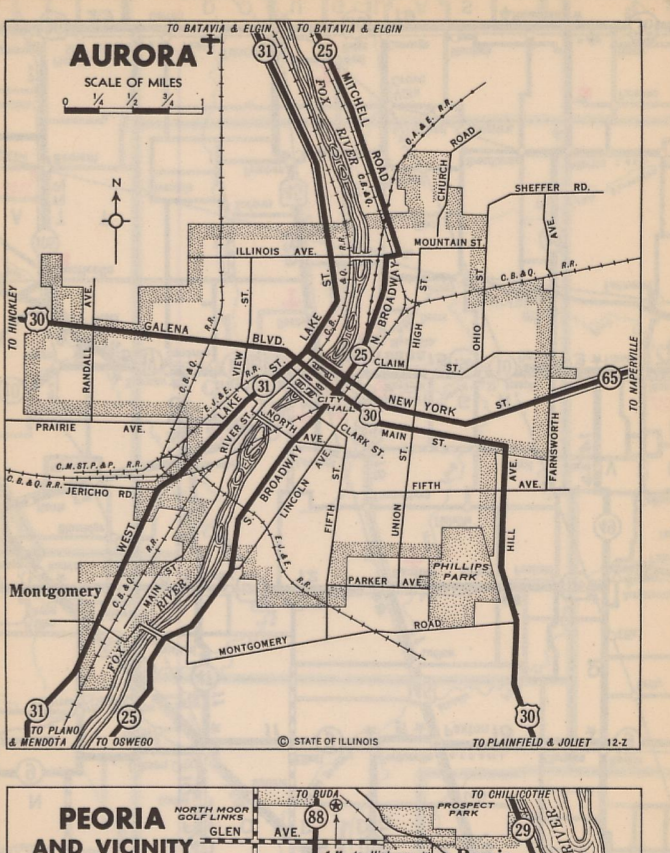 TO BATAVIA & ELGIN
TO BATAVIA & ELGIN
AURORA
SCALE OF MILES
0 1/4 1/2 3/4 1
31
25
FOX RIVER
MITCHELL ROAD
C.B.&Q. R.R.
C.A.&E. R.R.
CHURCH ROAD
SHEFFER RD.
AVE.
N
MOUNTAIN ST.
ILLINOIS AVE.
C.B.&Q. R.R.
TO HINCKLEY
30
RANDALL AVE.
GALENA BLVD.
VIEW ST.
LAKE ST.
C.B.&Q. R.R.
N. BROADWAY
HIGH ST.
OHIO ST.
25
CLAIM ST.
65
TO NAPERVILLE
31
E.J.&E. R.R.
LAKE ST.
RIVER ST.
CITY HALL
30
NEW YORK ST.
MAIN ST.
CLARK ST.
NORTH AVE.
PRAIRIE AVE.
C.M.ST.P.&P. R.R.
C.B.&Q. R.R.
JERICHO RD.
S. BROADWAY
LINCOLN AVE.
FIFTH ST.
UNION ST.
FIFTH AVE.
HILL AVE.
FARNSWORTH
WEST
C.B.&Q. R.R.
E.J.&E. R.R.
PHILLIPS PARK
PARKER AVE.
Montgomery
MAIN ST.
FOX RIVER
MONTGOMERY ROAD
31
25
30
TO PLANO
& MENDOTA
TO OSWEGO
© STATE OF ILLINOIS
TO PLAINFIELD & JOLIET
12-Z
PEORIA
AND VICINITY
NORTH MOOR
GOLF LINKS
GLEN AVE.
TO BUDA
88
PROSPECT
PARK
TO CHILLICOTHE
29
RIVER